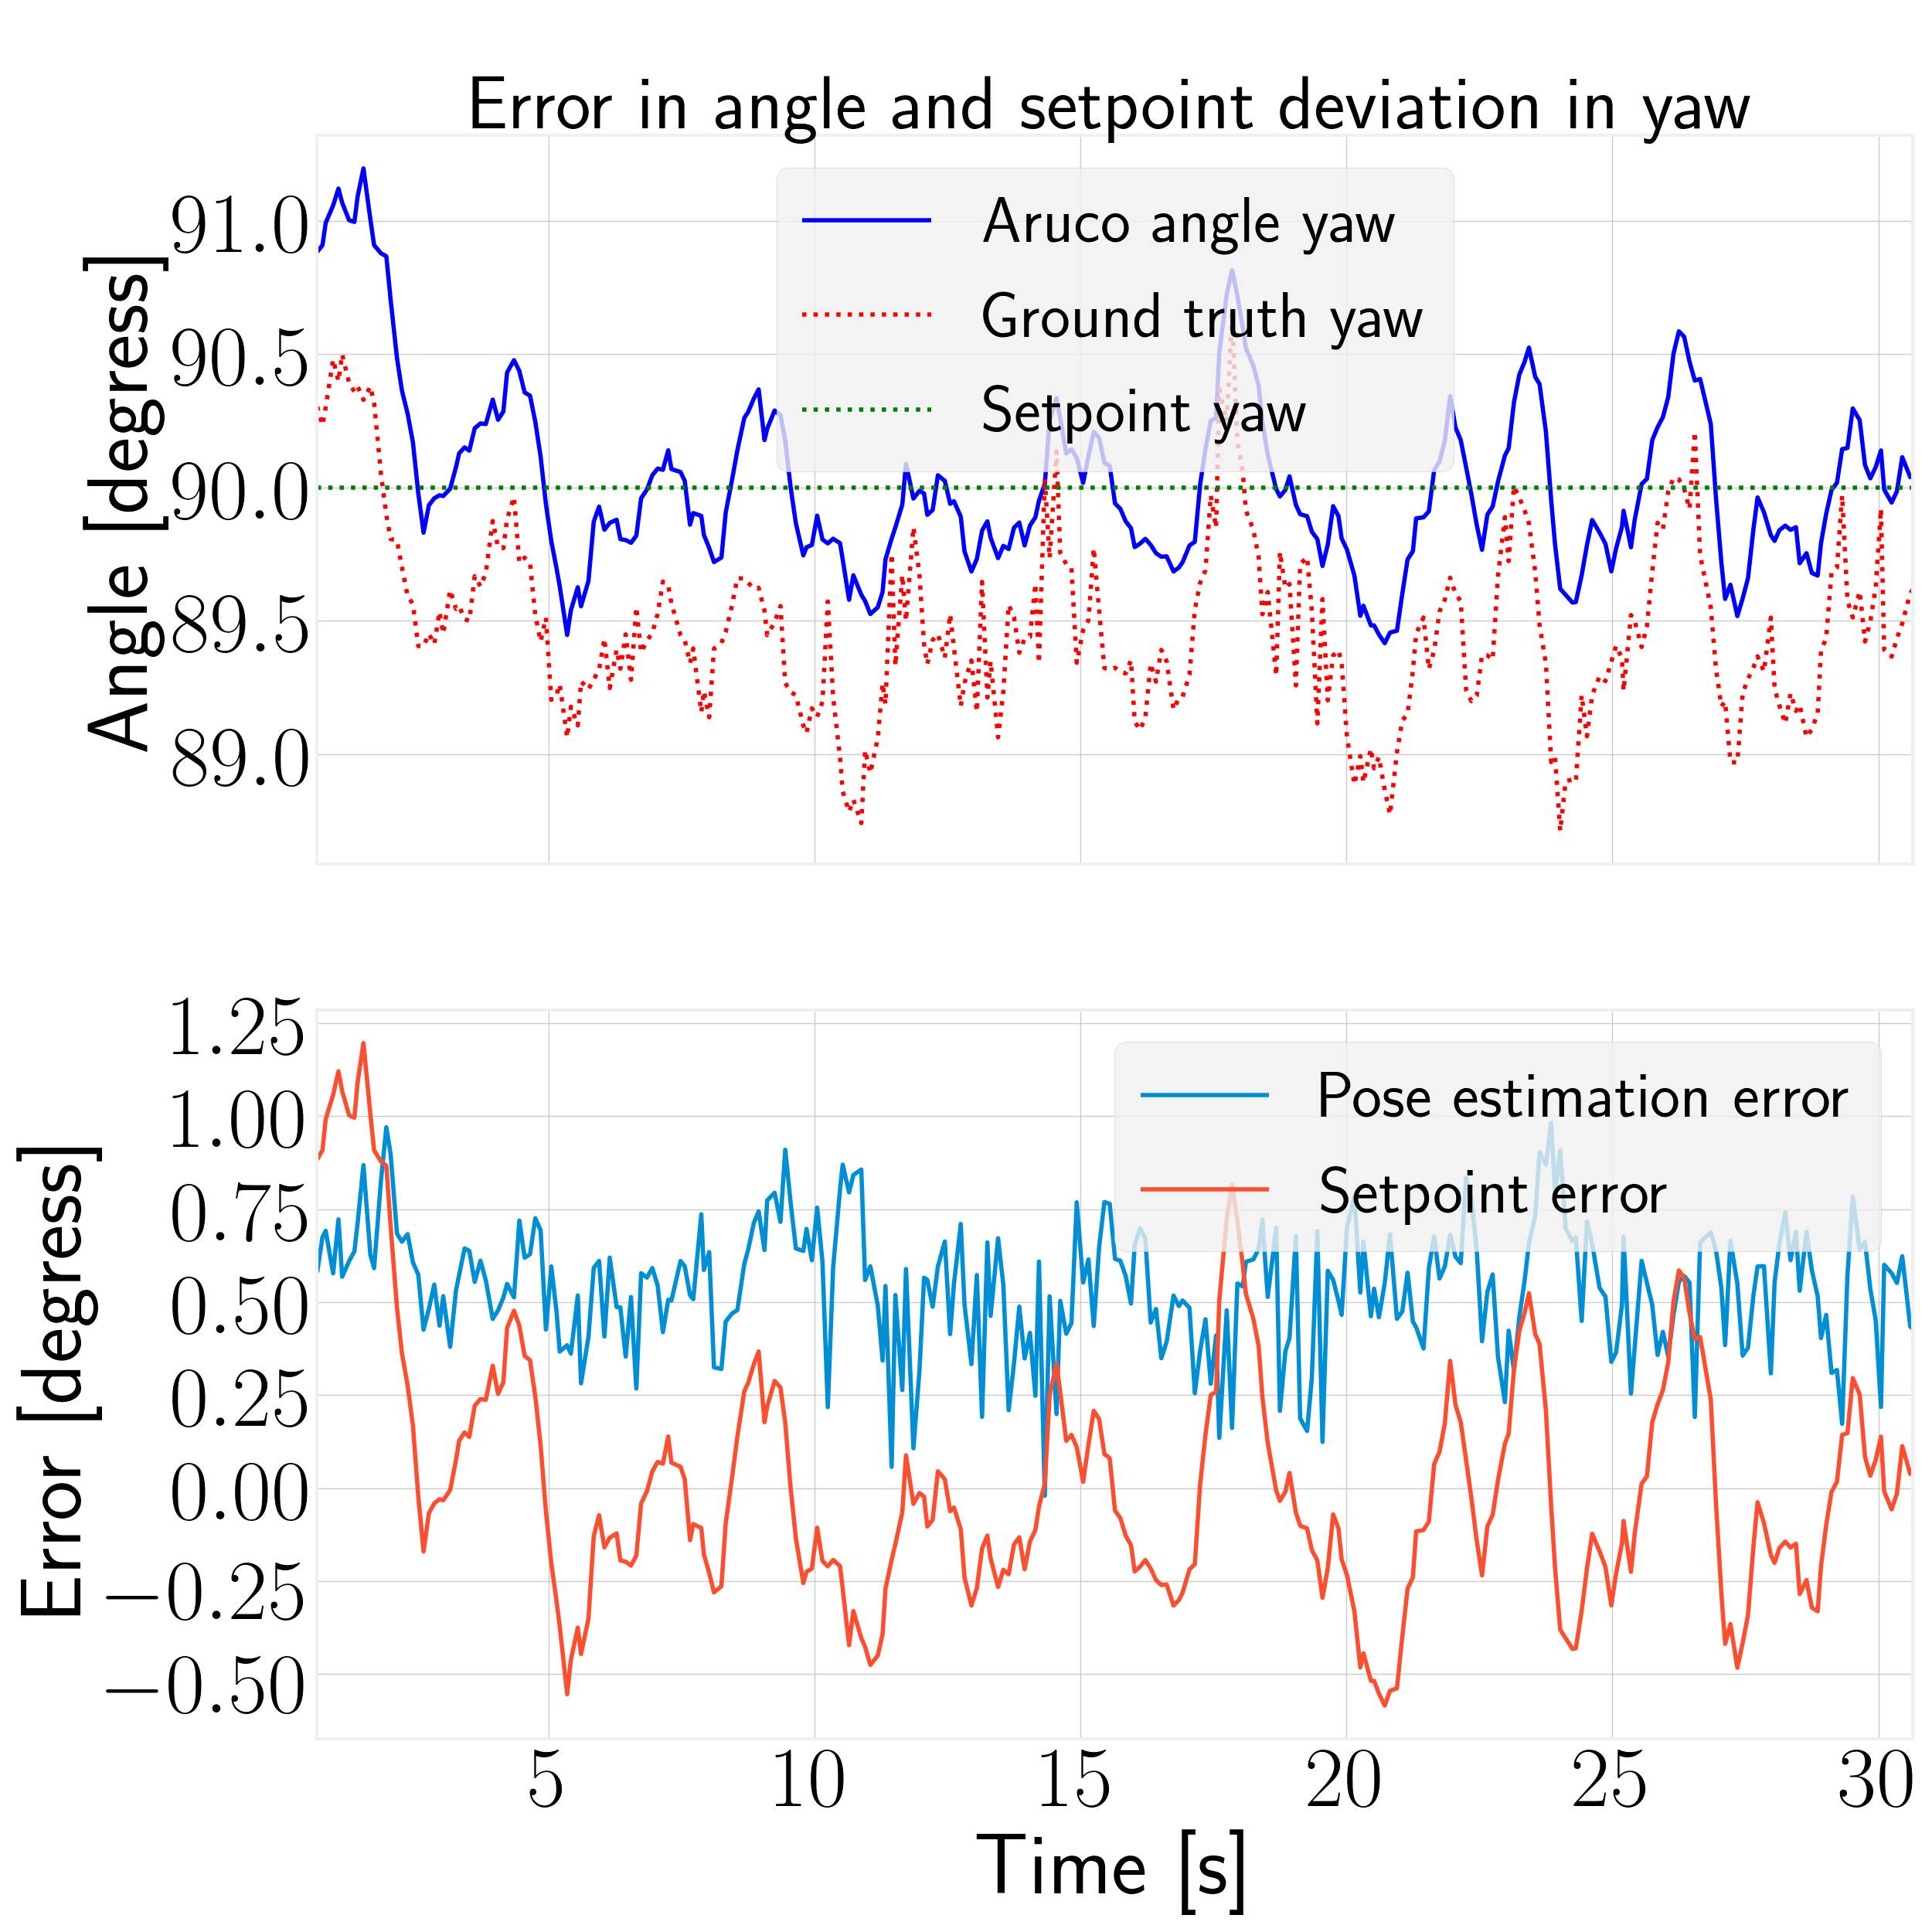 Error in angle and setpoint deviation in yaw
Angle [degress]
91.0
90.5
90.0
89.5
89.0
Aruco angle yaw
Ground truth yaw
Setpoint yaw
Error [degress]
1.25
1.00
0.75
0.50
0.25
0.00
−0.25
−0.50
Pose estimation error
Setpoint error
5 10 15 20 25 30
Time [s]